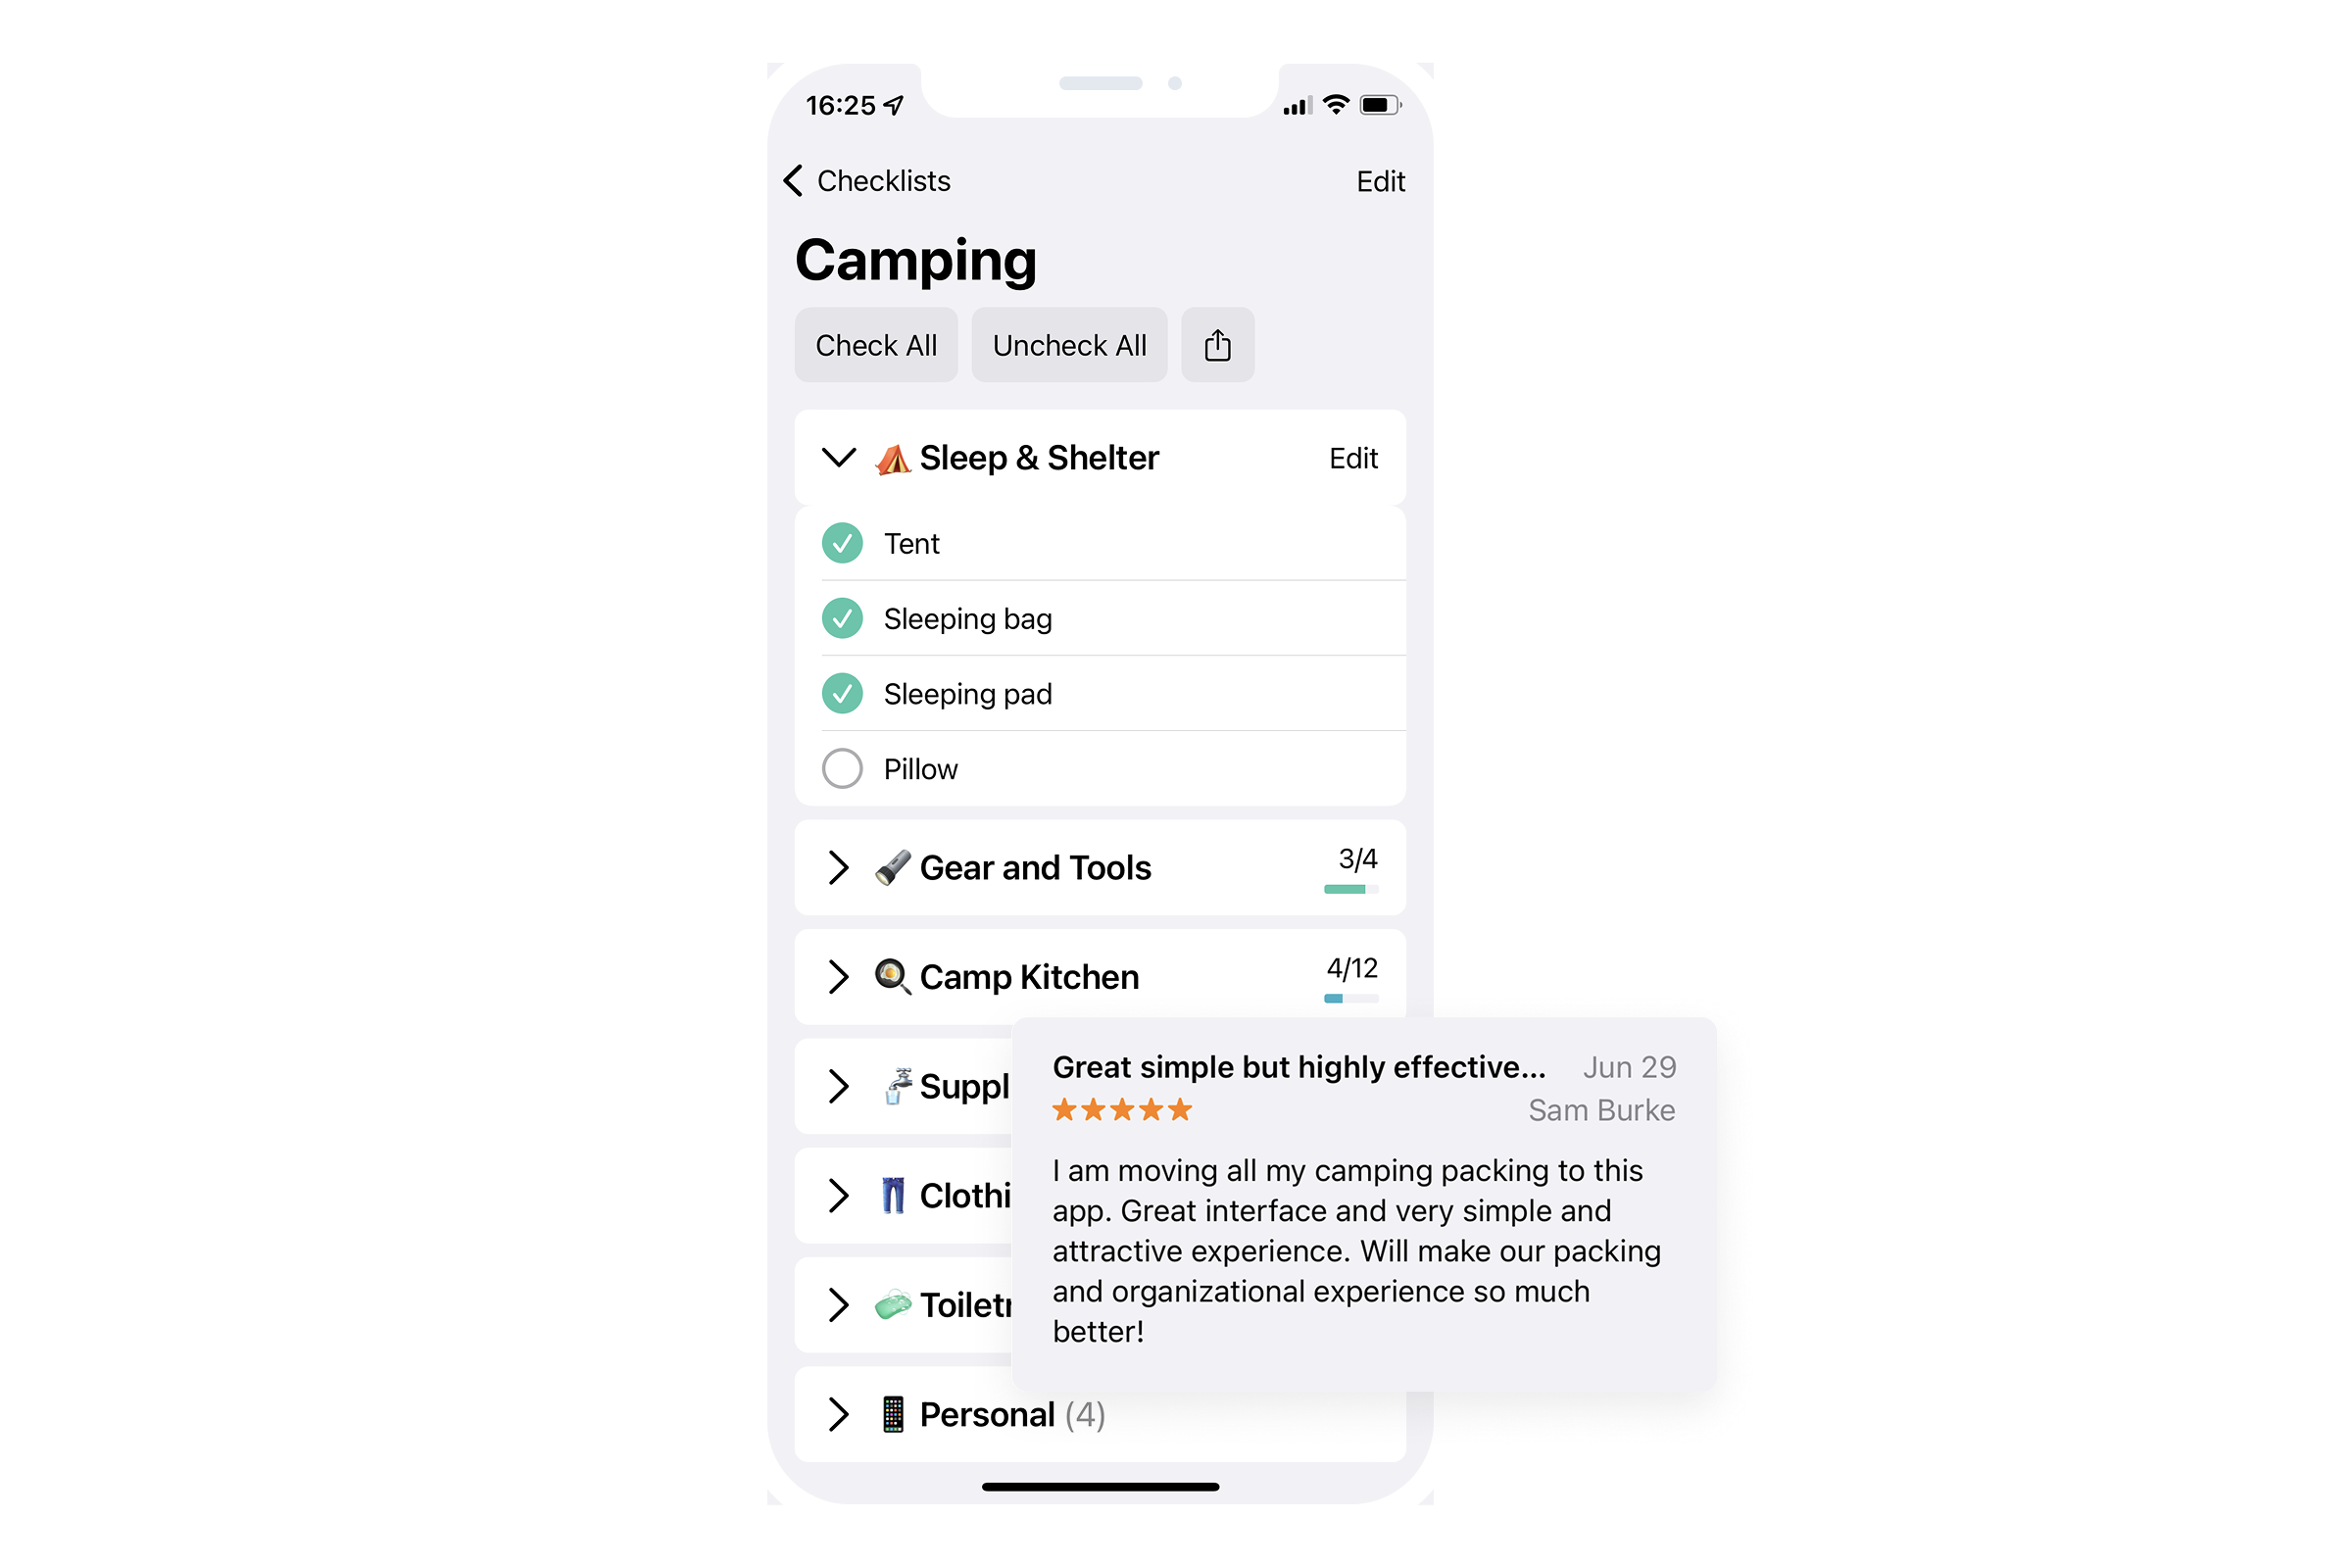 16:25
Checklists
Edit
Camping
Check All
Uncheck All
Sleep & Shelter
Edit
Tent
Sleeping bag
Sleeping pad
Pillow
Gear and Tools
3/4
Camp Kitchen
4/12
Suppl
Clothi
Toiletr
Personal (4)
Great simple but highly effective...
Jun 29
Sam Burke
I am moving all my camping packing to this
app. Great interface and very simple and
attractive experience. Will make our packing
and organizational experience so much
better!